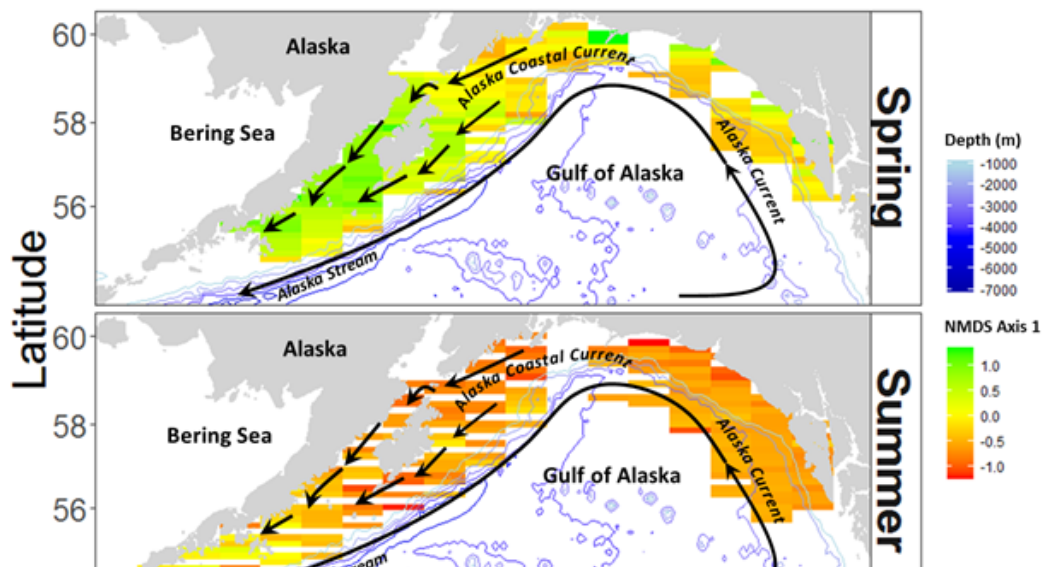 60
58
56
Alaska
Bering Sea
Alaska Coastal Current
Gulf of Alaska
Alaska Current
Alaska Stream
Spring
Latitude
60
58
56
Alaska
Bering Sea
Alaska Coastal Current
Gulf of Alaska
Alaska Current
ream
Summer
Depth (m)
-1000
-2000
-3000
-4000
-5000
-6000
-7000
NMDS Axis 1
1.0
0.5
0.0
-0.5
-1.0